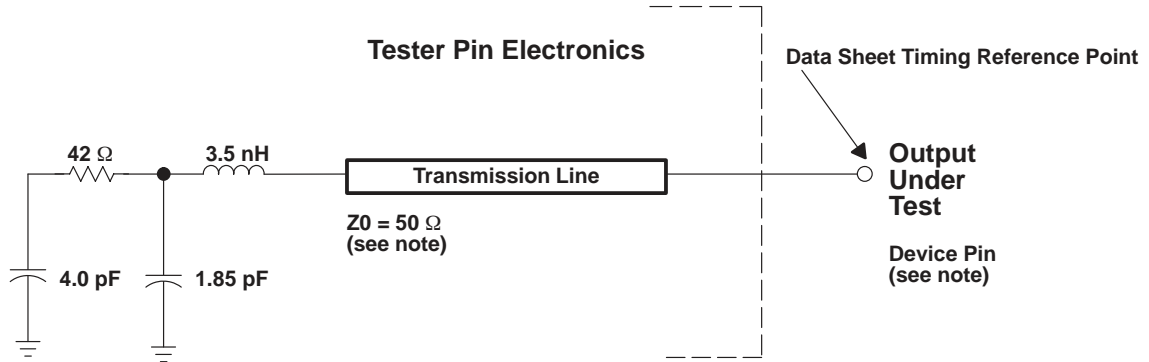 Tester Pin Electronics
Data Sheet Timing Reference Point
42 Ω
3.5 nH
Transmission Line
Output
Under
Test
Z0 = 50 Ω
(see note)
Device Pin
(see note)
4.0 pF
1.85 pF